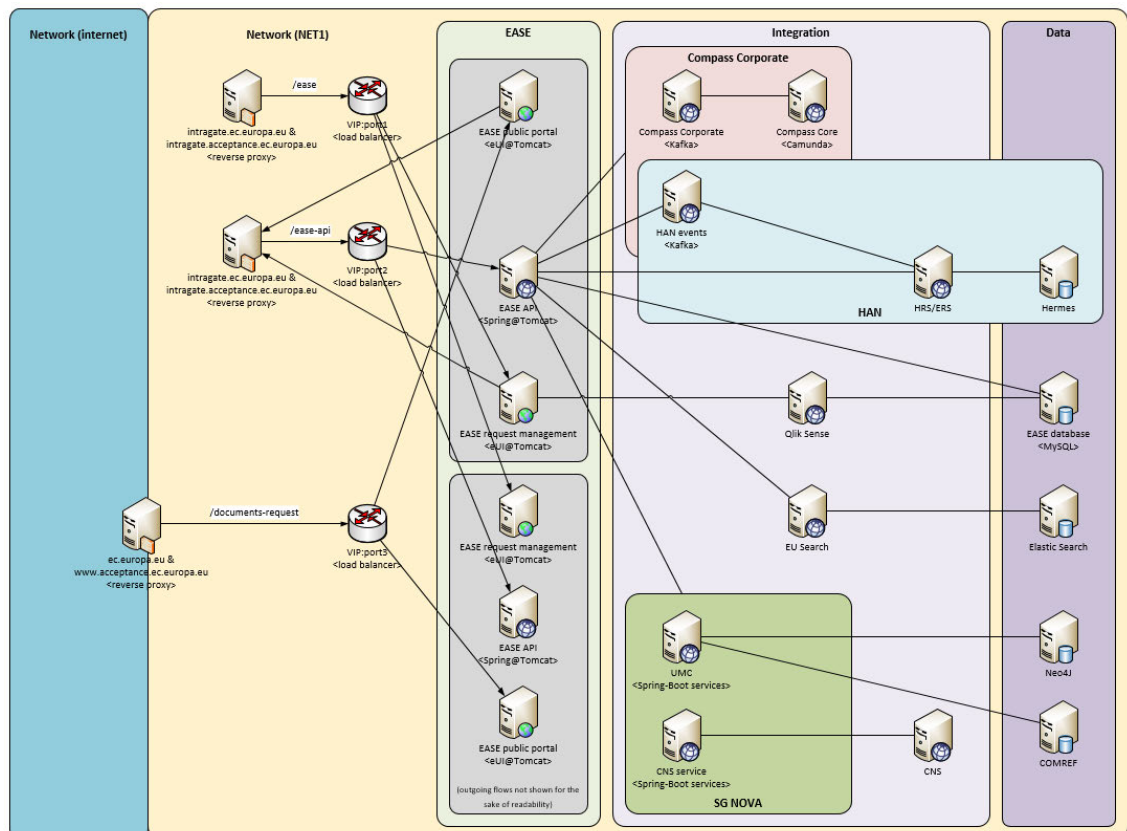 Network (internet)
Network (NET1)
EASE
Integration
Data
/ease
intragate.ec.europa.eu &
intragate.acceptance.ec.europa.eu
<reverse proxy>
VIP:port1
<load balancer>
EASE public portal
<eUI@Tomcat>
Compass Corporate
Compass Corporate
<Kafka>
Compass Core
<Camunda>
/ease-api
intragate.ec.europa.eu &
intragate.acceptance.ec.europa.eu
<reverse proxy>
VIP:port2
<load balancer>
EASE API
<Spring@Tomcat>
HAN events
<Kafka>
HRS/ERS
Hermes
HAN
EASE request management
<eUI@Tomcat>
Qlik Sense
EASE database
<MySQL>
/documents-request
ec.europa.eu &
www.acceptance.ec.europa.eu
<reverse proxy>
VIP:port3
<load balancer>
EASE request management
<eUI@Tomcat>
EU Search
Elastic Search
EASE API
<Spring@Tomcat>
UMC
<Spring-Boot services>
Neo4J
EASE public portal
<eUI@Tomcat>
CNS service
<Spring-Boot services>
CNS
COMREF
(outgoing flows not shown for the
sake of readability)
SG NOVA